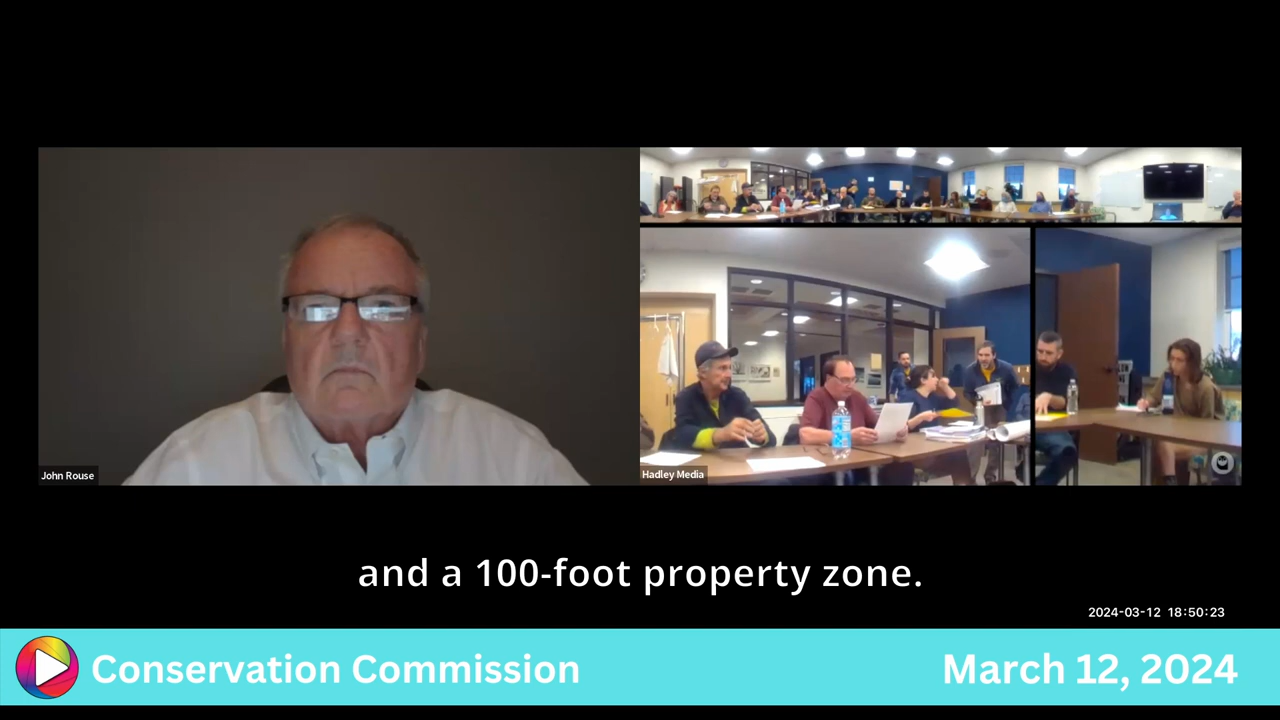 John Rouse
Hadley Media
and a 100-foot property zone.
2024-03-12 18:50:23
Conservation Commission
March 12, 2024